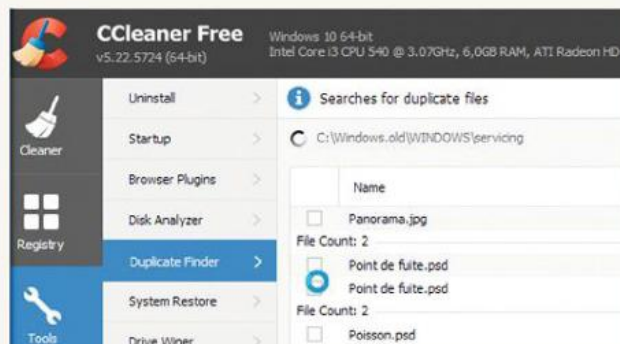 CCleaner Free
v5.22.5724 (64-bit)
Windows 10 64-bit
Intel Core i3 CPU 540 @ 3.07GHz, 6,0GB RAM, ATI Radeon HD
Cleaner
Registry
Tools
Uninstall
Startup
Browser Plugins
Disk Analyzer
Duplicate Finder
System Restore
Drive Wiper
Searches for duplicate files
C:\Windows.old\WINDOWS\servicing
Name
Panorama.jpg
File Count: 2
Point de fuite.psd
Point de fuite.psd
File Count: 2
Poisson.psd